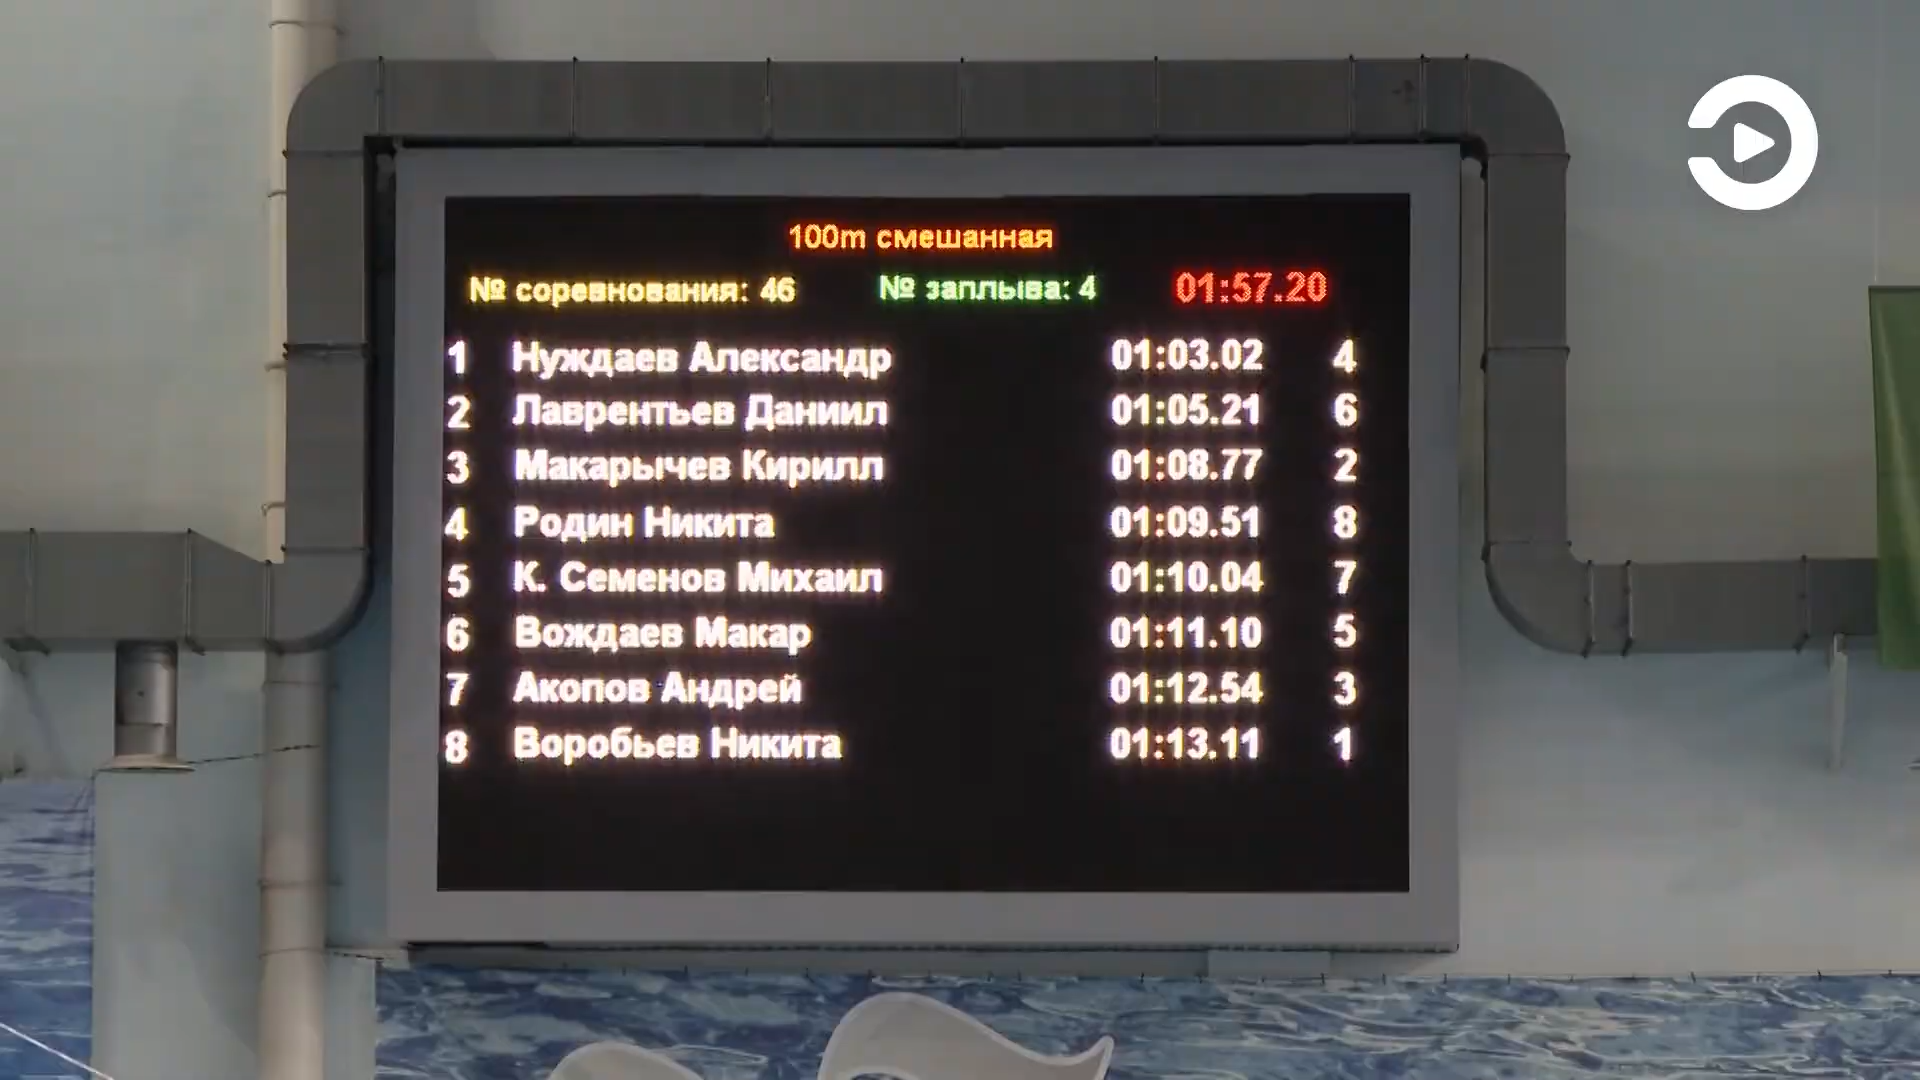 100m смешанная
№ соревнования: 46 № заплыва: 4 01:57.20
1 Нуждаев Александр 01:03.02 4
2 Лаврентьев Даниил 01:05.21 6
3 Макарычев Кирилл 01:08.77 2
4 Родин Никита 01:09.51 8
5 К. Семенов Михаил 01:10.04 7
6 Вождаев Макар 01:11.10 5
7 Акопов Андрей 01:12.54 3
8 Воробьев Никита 01:13.11 1